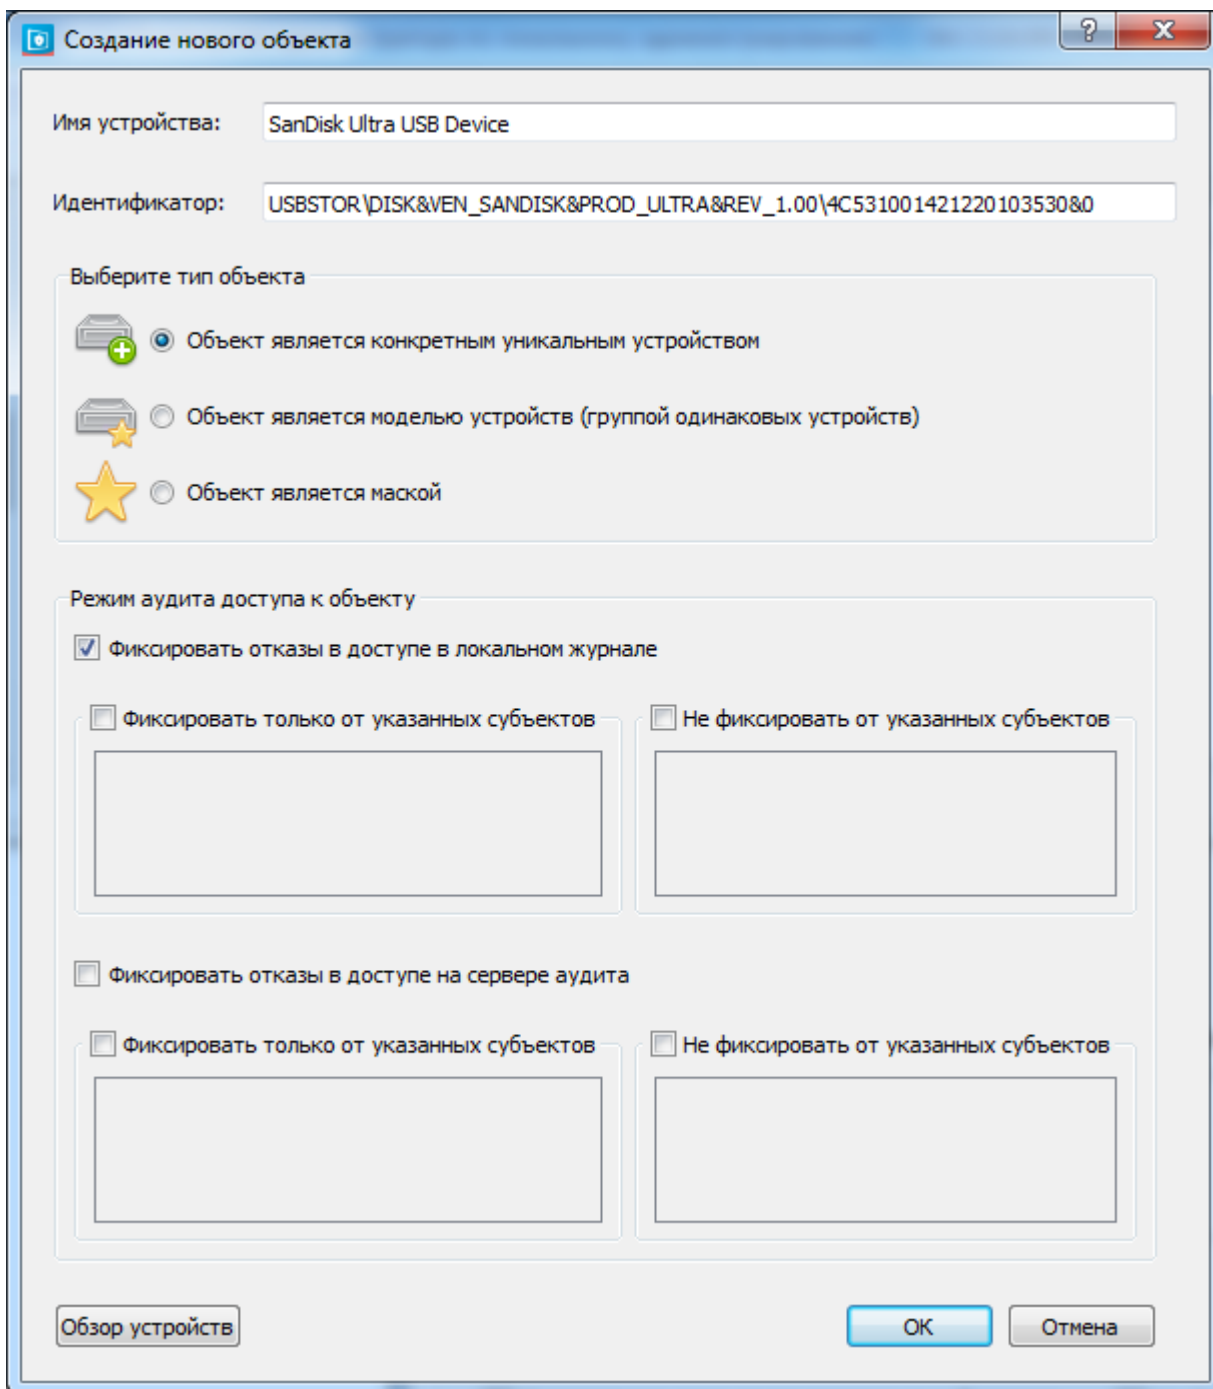 Создание нового объекта
Имя устройства: SanDisk Ultra USB Device
Идентификатор: USBSTOR\DISK&VEN_SANDISK&PROD_ULTRA&REV_1.00\4C531001421220103530&0
Выберите тип объекта
Объект является конкретным уникальным устройством
Объект является моделью устройств (группой одинаковых устройств)
Объект является маской
Режим аудита доступа к объекту
Фиксировать отказы в доступе в локальном журнале
Фиксировать только от указанных субъектов Не фиксировать от указанных субъектов
Фиксировать отказы в доступе на сервере аудита
Фиксировать только от указанных субъектов Не фиксировать от указанных субъектов
Обзор устройств OK Отмена